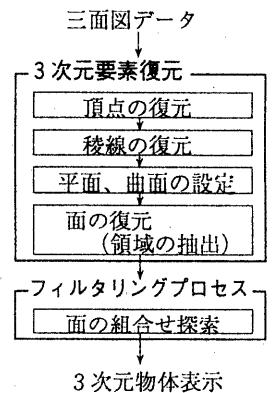 三面図データ
3次元要素復元
頂点の復元
稜線の復元
平面、曲面の設定
面の復元
(領域の抽出)
フィルタリングプロセス
面の組合せ探索
3次元物体表示